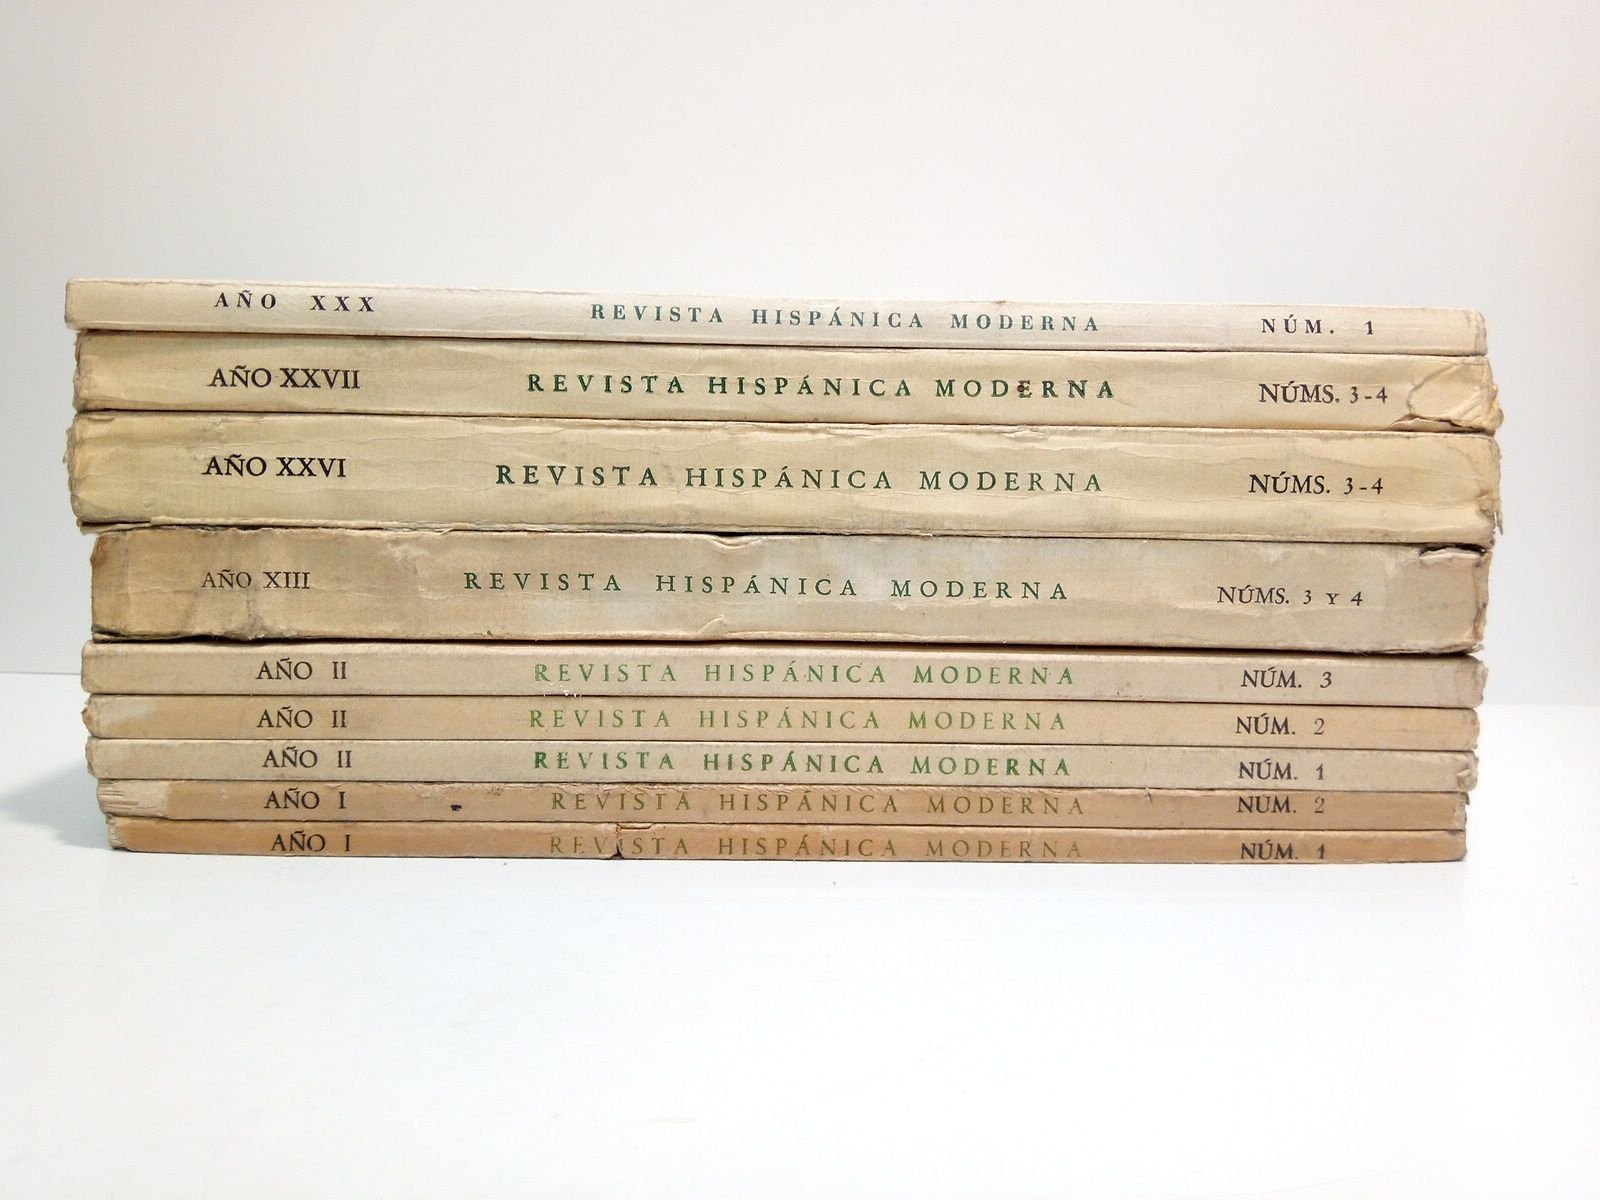 AÑO XXX REVISTA HISPÁNICA MODERNA NÚM. 1
AÑO XXVII REVISTA HISPÁNICA MODERNA NÚMS. 3-4
AÑO XXVI REVISTA HISPÁNICA MODERNA NÚMS. 3-4
AÑO XIII REVISTA HISPÁNICA MODERNA NÚMS. 3 Y 4
AÑO II REVISTA HISPÁNICA MODERNA NÚM. 3
AÑO II REVISTA HISPÁNICA MODERNA NÚM. 2
AÑO II REVISTA HISPÁNICA MODERNA NÚM. 1
AÑO I REVISTA HISPÁNICA MODERNA NÚM. 2
AÑO I REVISTA HISPÁNICA MODERNA NÚM. 1